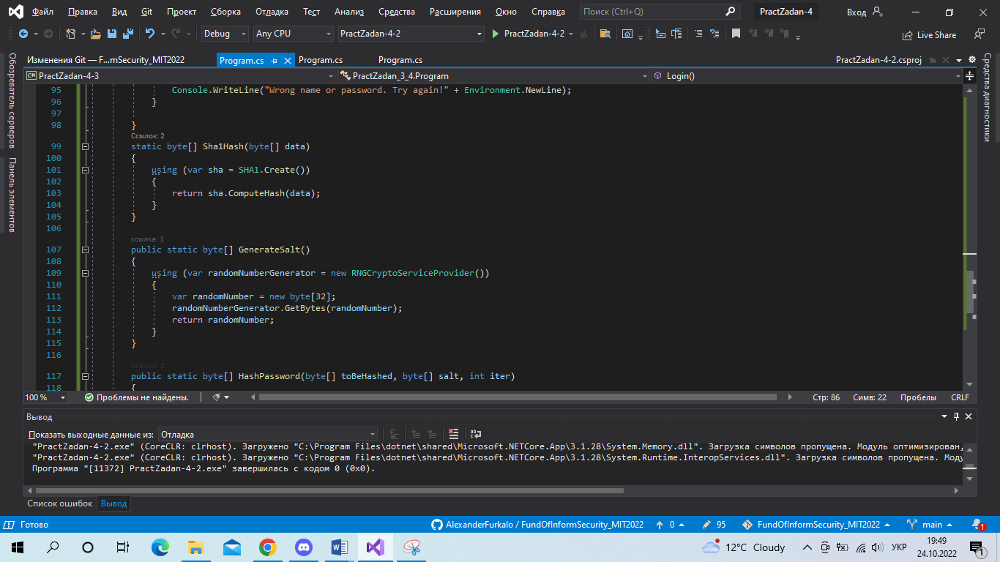 Файл Правка Вид Git Проект Сборка Отладка Тест Анализ Средства Расширения Окно Справка Поиск (Ctrl+Q) PractZadan-4 Вход
Debug Any CPU PractZadan-4-2 PractZadan-4-2 Live Share
Изменения Git — F...mSecurity_MIT2022 Program.cs Program.cs Program.cs PractZadan-4-2.csproj
C# PractZadan-4-3 PractZadan_3_4.Program Login()
Обозреватель серверов
Панель элементов
Средства диагностики
95 Console.WriteLine("Wrong name or password. Try again!" + Environment.NewLine);
96 }
97
98 }
Ссылок: 2
99 static byte[] Sha1Hash(byte[] data)
100 {
101 using (var sha = SHA1.Create())
102 {
103 return sha.ComputeHash(data);
104 }
105 }
106
ссылка: 1
107 public static byte[] GenerateSalt()
108 {
109 using (var randomNumberGenerator = new RNGCryptoServiceProvider())
110 {
111 var randomNumber = new byte[32];
112 randomNumberGenerator.GetBytes(randomNumber);
113 return randomNumber;
114 }
115 }
116
Ссылок: 2
117 public static byte[] HashPassword(byte[] toBeHashed, byte[] salt, int iter)
118 {
100 % Проблемы не найдены. Стр: 86 Симв: 22 Пробелы CRLF
Вывод
Показать выходные данные из: Отладка
"PractZadan-4-2.exe" (CoreCLR: clrhost). Загружено "C:\Program Files\dotnet\shared\Microsoft.NETCore.App\3.1.28\System.Memory.dll". Загрузка символов пропущена. Модуль оптимизирован,
"PractZadan-4-2.exe" (CoreCLR: clrhost). Загружено "C:\Program Files\dotnet\shared\Microsoft.NETCore.App\3.1.28\System.Runtime.InteropServices.dll". Загрузка символов пропущена. Моду
Программа "[11372] PractZadan-4-2.exe" завершилась с кодом 0 (0x0).
Список ошибок Вывод
Готово AlexanderFurkalo / FundOfInformSecurity_MIT2022 0 95 FundOfInformSecurity_MIT2022 main 1
12°C Cloudy УКР 19:49
24.10.2022 1